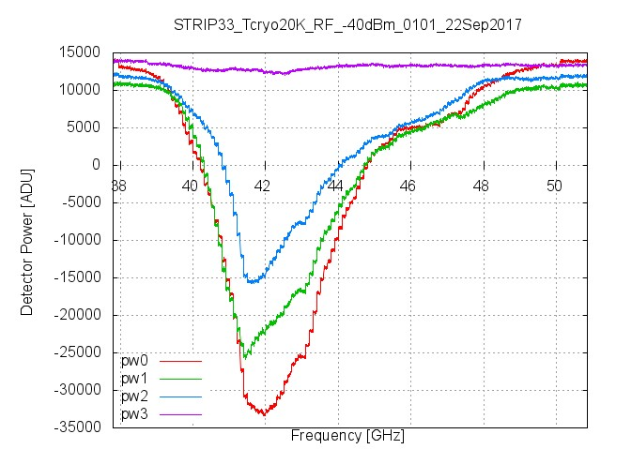 STRIP33_Tcryo20K_RF_-40dBm_0101_22Sep2017
15000
10000
5000
0
-5000
-10000
-15000
-20000
-25000
-30000
-35000
38 40 42 44 46 48 50
Detector Power [ADU]
Frequency [GHz]
pw0
pw1
pw2
pw3